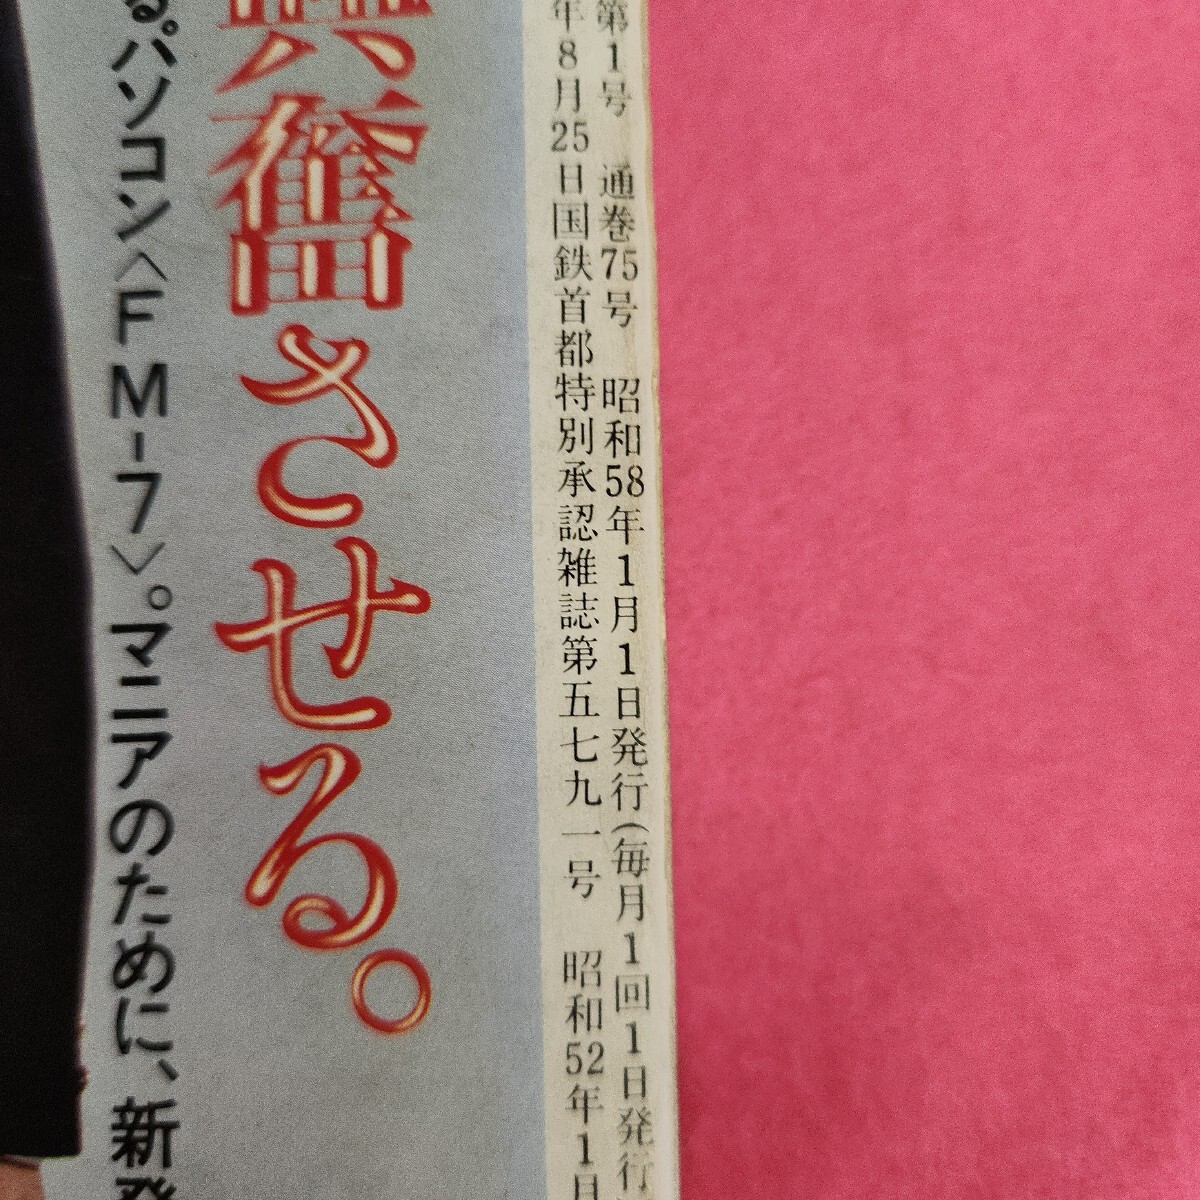 第1号 通巻75号 昭和58年1月1日発行(毎月1回1日発行)
年8月25日国鉄首都特別承認雑誌第五七九一号 昭和52年1月
奮させる。
る。パソコン〈FM-7〉。マニアのために、新発